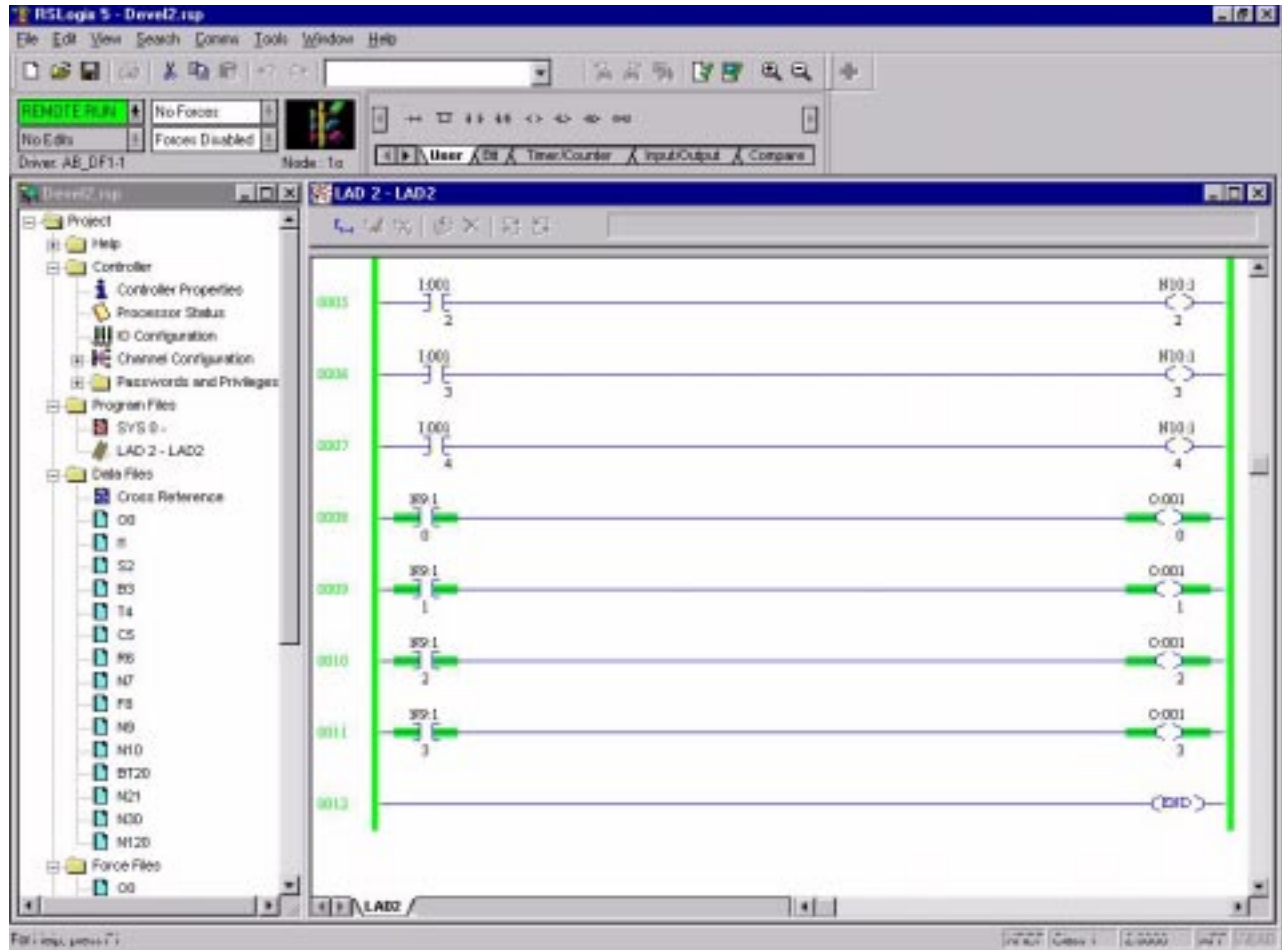 RSLogix 5 - Devel2.rsp
File Edit View Search Comms Tools Window Help
REMOTE RUN No Forces
No Edits Forces Disabled
Driver: AB_DF1-1 Node: 1o
User Bit Timer/Counter Input/Output Compare
Devel2.rsp
Project
Help
Controller
Controller Properties
Processor Status
IO Configuration
Channel Configuration
Passwords and Privileges
Program Files
SYS 0 -
LAD 2 - LAD2
Data Files
Cross Reference
O0
I1
S2
B3
T4
C5
R6
N7
F8
N9
N10
BT20
N21
N30
N120
Force Files
O0
LAD 2 - LAD2
I:001 N10:1
2 2
0006
I:001 N10:1
3 3
0007
I:001 N10:1
4 4
0008
N9:1 O:001
0 0
0009
N9:1 O:001
1 1
0010
N9:1 O:001
2 2
0011
N9:1 O:001
3 3
END
LAD2
For Help, press F1